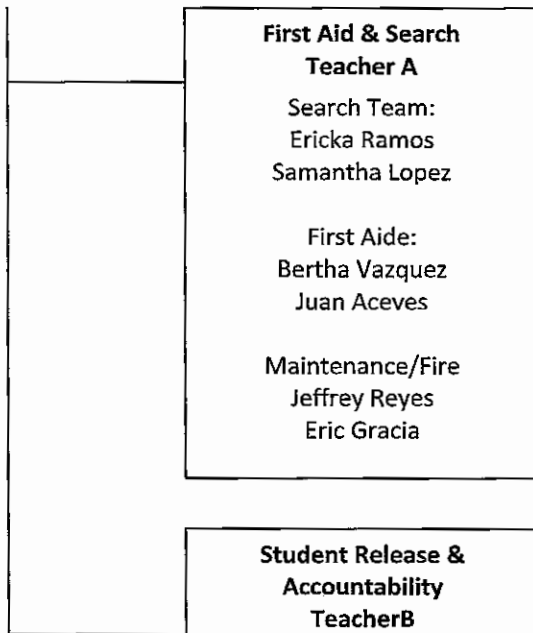 First Aid & Search
Teacher A
Search Team:
Ericka Ramos
Samantha Lopez
First Aide:
Bertha Vazquez
Juan Aceves
Maintenance/Fire
Jeffrey Reyes
Eric Gracia
Student Release &
Accountability
TeacherB